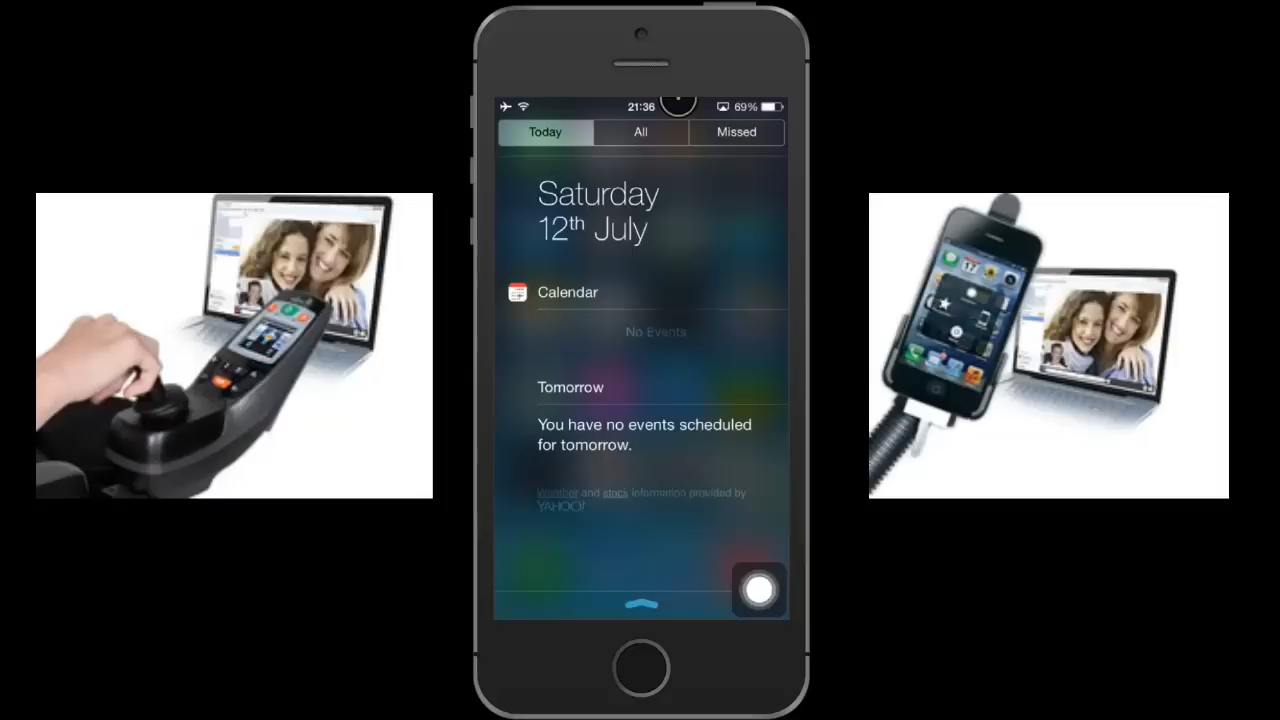 21:36
69%
Today
All
Missed
Saturday
12th July
Calendar
No Events
Tomorrow
You have no events scheduled
for tomorrow.
Weather and stock information provided by
YAHOO!
17